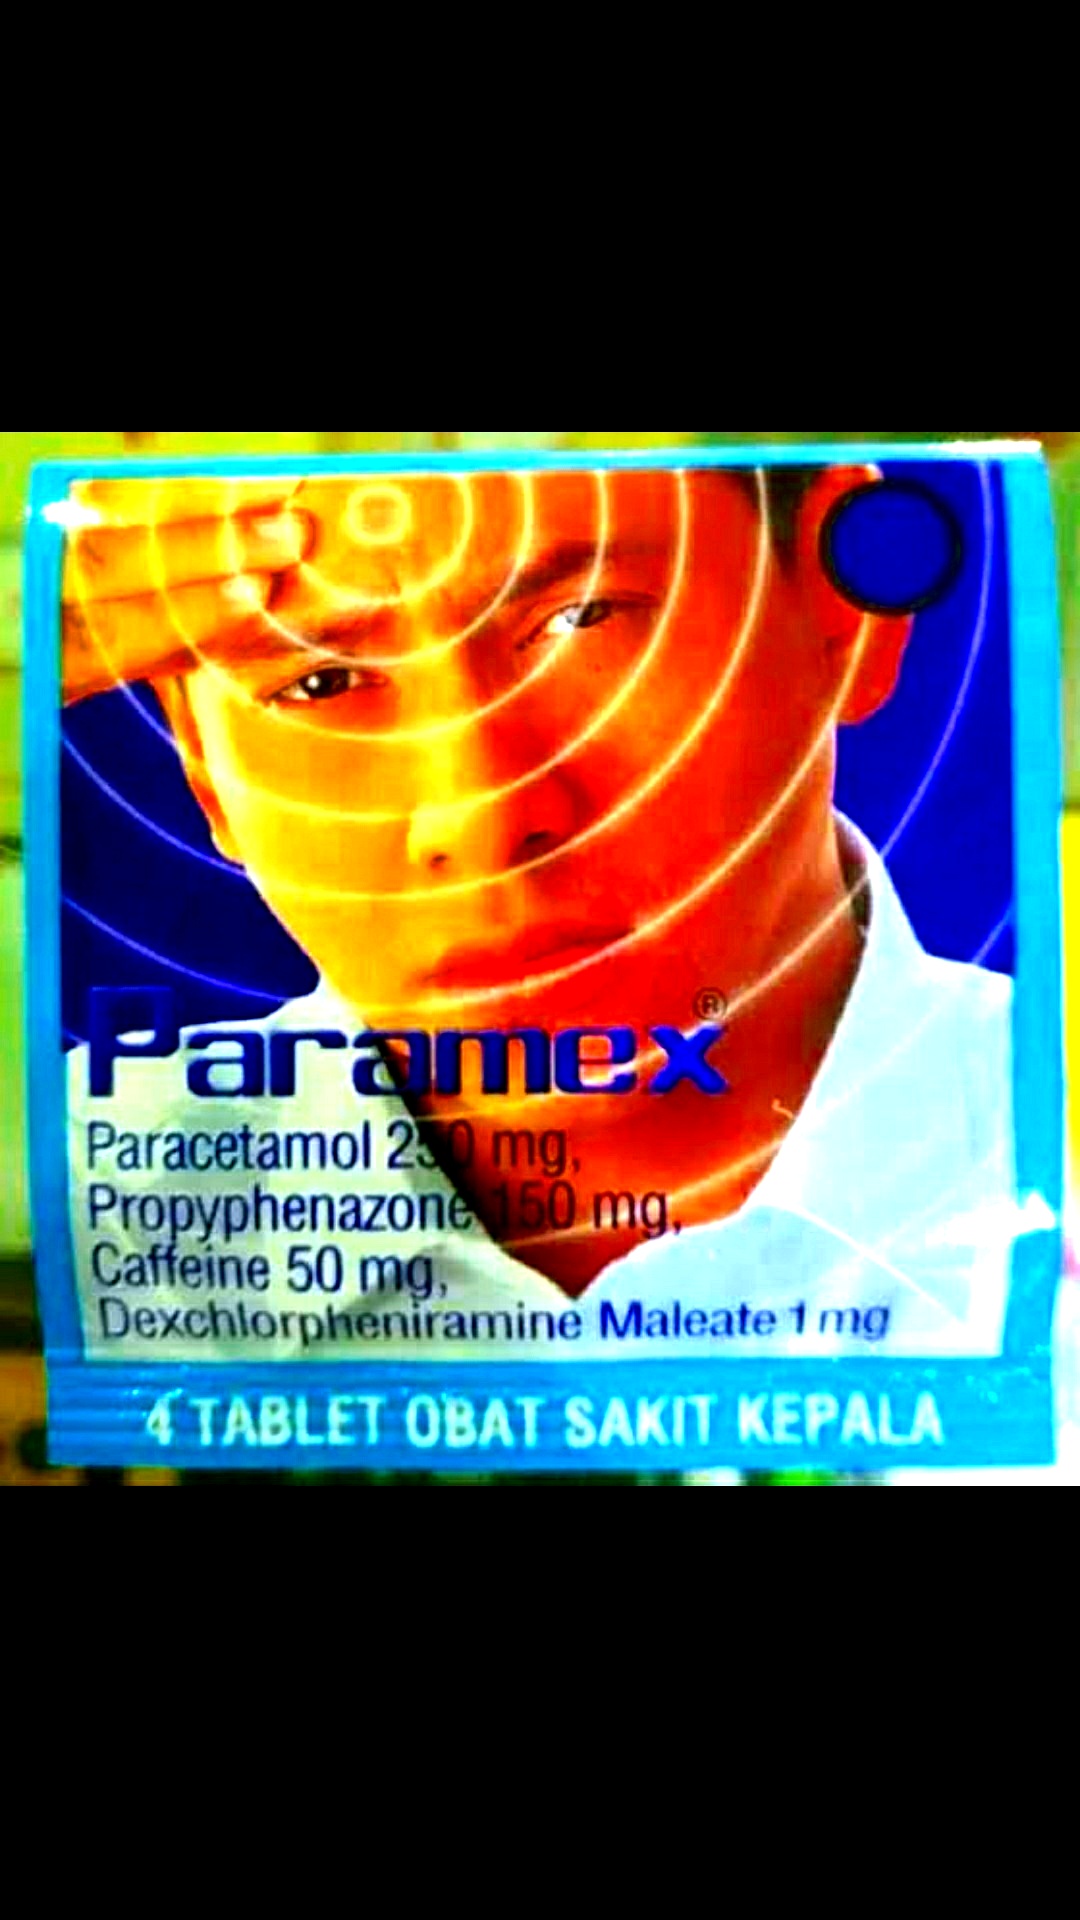 Paramex®
Paracetamol 250 mg,
Propyphenazone 150 mg,
Caffeine 50 mg,
Dexchlorpheniramine Maleate 1 mg
4 TABLET OBAT SAKIT KEPALA